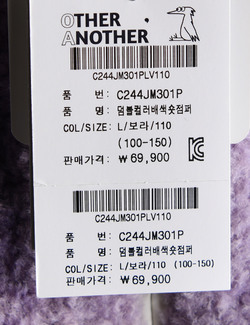 OTHER
ANOTHER
C244JM301PLV110
품 번: C244JM301P
품 명: 덤블컬러배색숏점퍼
COL/SIZE: L/보라/110
(100-150)
판매가격: ₩69,900
C244JM301PLV110
품 번: C244JM301P
품 명: 덤블컬러배색숏점퍼
COL/SIZE: L/보라/110 (100-150)
판매가격: ₩69,900